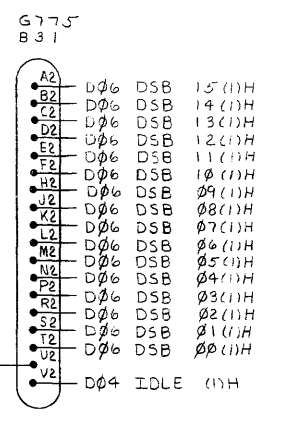 G775
B31
A2 DØ6 DSB 15(1)H
B2 DØ6 DSB 14(1)H
C2 DØ6 DSB 13(1)H
D2 DØ6 DSB 12(1)H
E2 DØ6 DSB 11(1)H
F2 DØ6 DSB 1Ø(1)H
H2 DØ6 DSB Ø9(1)H
J2 DØ6 DSB Ø8(1)H
K2 DØ6 DSB Ø7(1)H
L2 DØ6 DSB Ø6(1)H
M2 DØ6 DSB Ø5(1)H
N2 DØ6 DSB Ø4(1)H
P2 DØ6 DSB Ø3(1)H
R2 DØ6 DSB Ø2(1)H
S2 DØ6 DSB Ø1(1)H
T2 DØ6 DSB ØØ(1)H
U2
V2 DØ4 IDLE (1)H